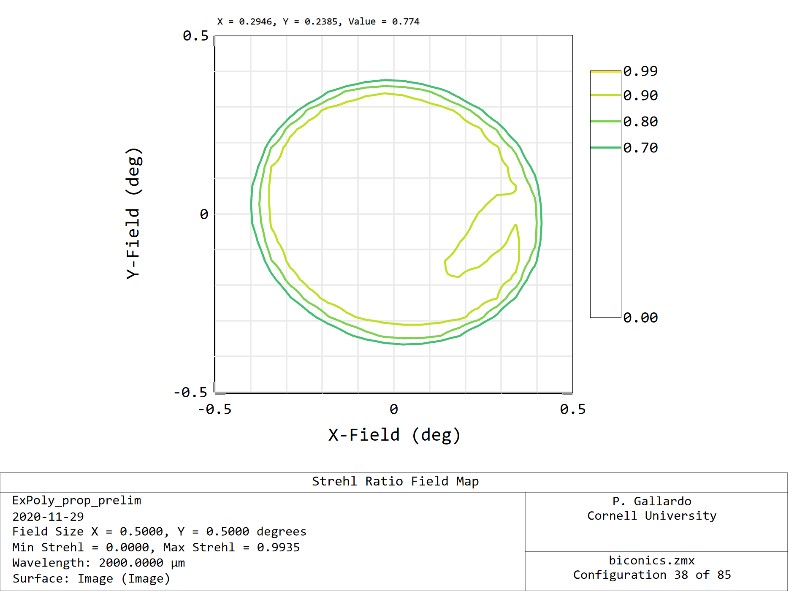 X = 0.2946, Y = 0.2385, Value = 0.774
0.5
0
-0.5
Y-Field (deg)
-0.5
0
0.5
X-Field (deg)
0.99
0.90
0.80
0.70
0.00
Strehl Ratio Field Map
ExPoly_prop_prelim
2020-11-29
Field Size X = 0.5000, Y = 0.5000 degrees
Min Strehl = 0.0000, Max Strehl = 0.9935
Wavelength: 2000.0000 µm
Surface: Image (Image)
P. Gallardo
Cornell University
biconics.zmx
Configuration 38 of 85